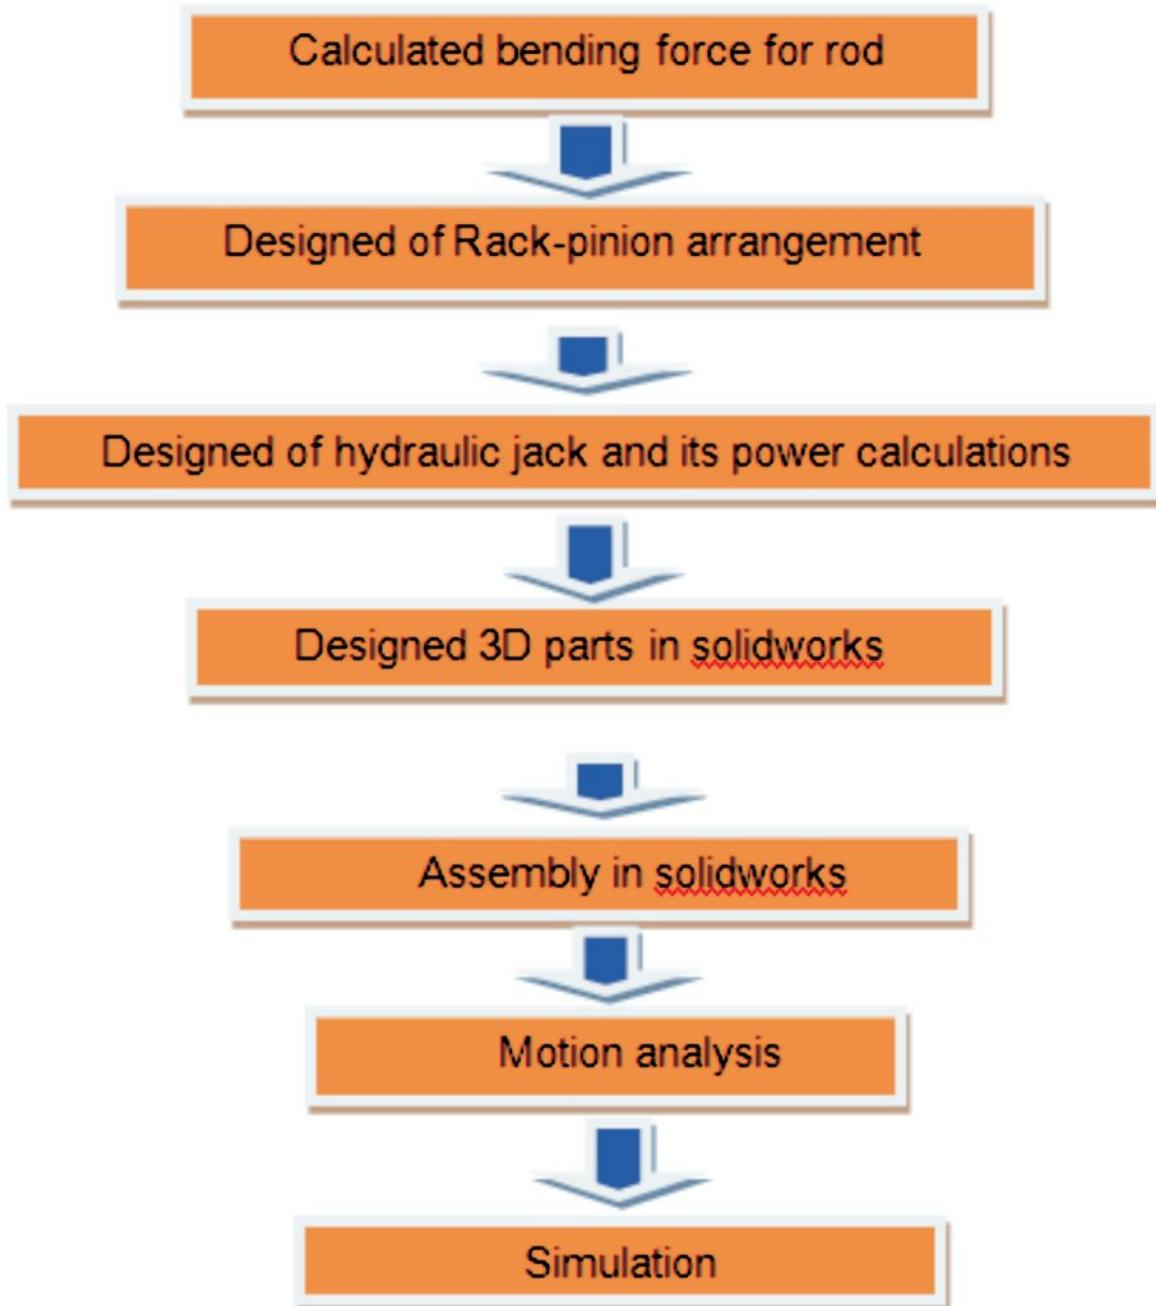 Calculated bending force for rod
Designed of Rack-pinion arrangement
Designed of hydraulic jack and its power calculations
Designed 3D parts in solidworks
Assembly in solidworks
Motion analysis
Simulation